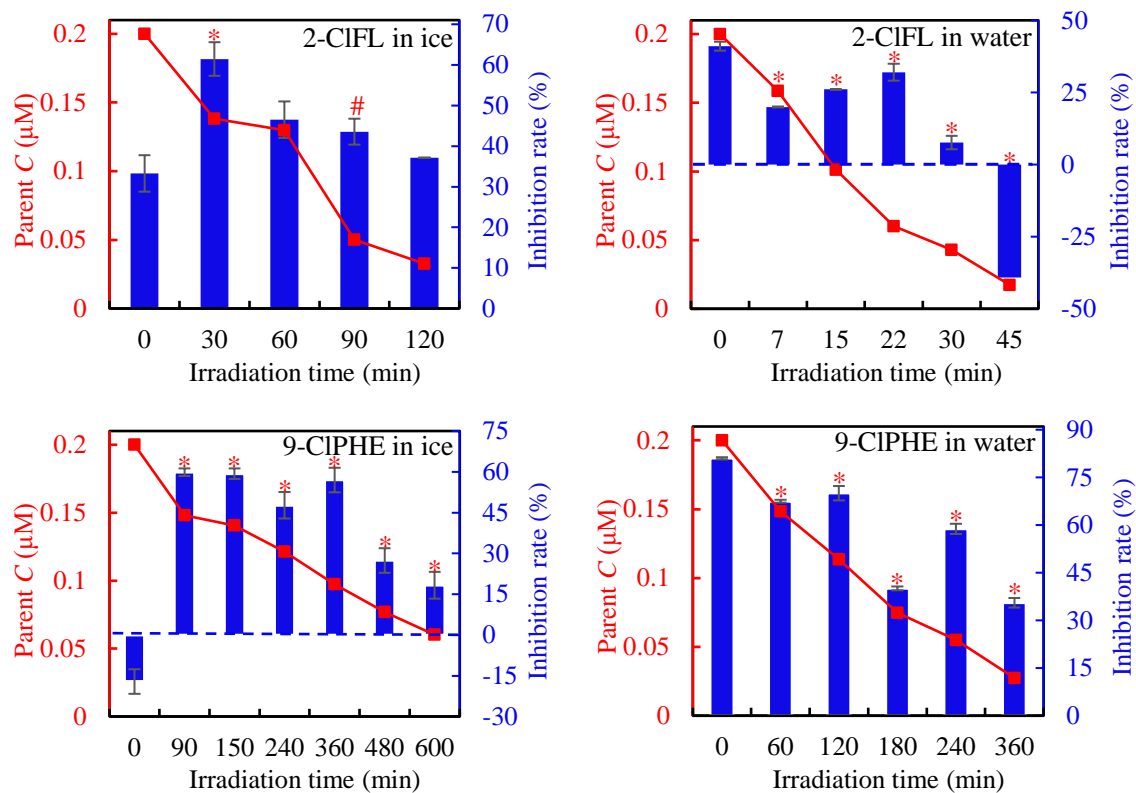 2-ClFL in ice
Parent C (µM)
0.2
0.15
0.1
0.05
0
70
60
50
40
30
20
10
0
Inhibition rate (%)
* #
0 30 60 90 120
Irradiation time (min)
2-ClFL in water
Parent C (µM)
0.2
0.15
0.1
0.05
0
50
25
0
-25
-50
Inhibition rate (%)
* * * * *
0 7 15 22 30 45
Irradiation time (min)
9-ClPHE in ice
Parent C (µM)
0.2
0.15
0.1
0.05
0
75
60
45
30
15
0
-15
-30
Inhibition rate (%)
* * * * * *
0 90 150 240 360 480 600
Irradiation time (min)
9-ClPHE in water
Parent C (µM)
0.2
0.15
0.1
0.05
0
90
75
60
45
30
15
0
Inhibition rate (%)
* * * * *
0 60 120 180 240 360
Irradiation time (min)